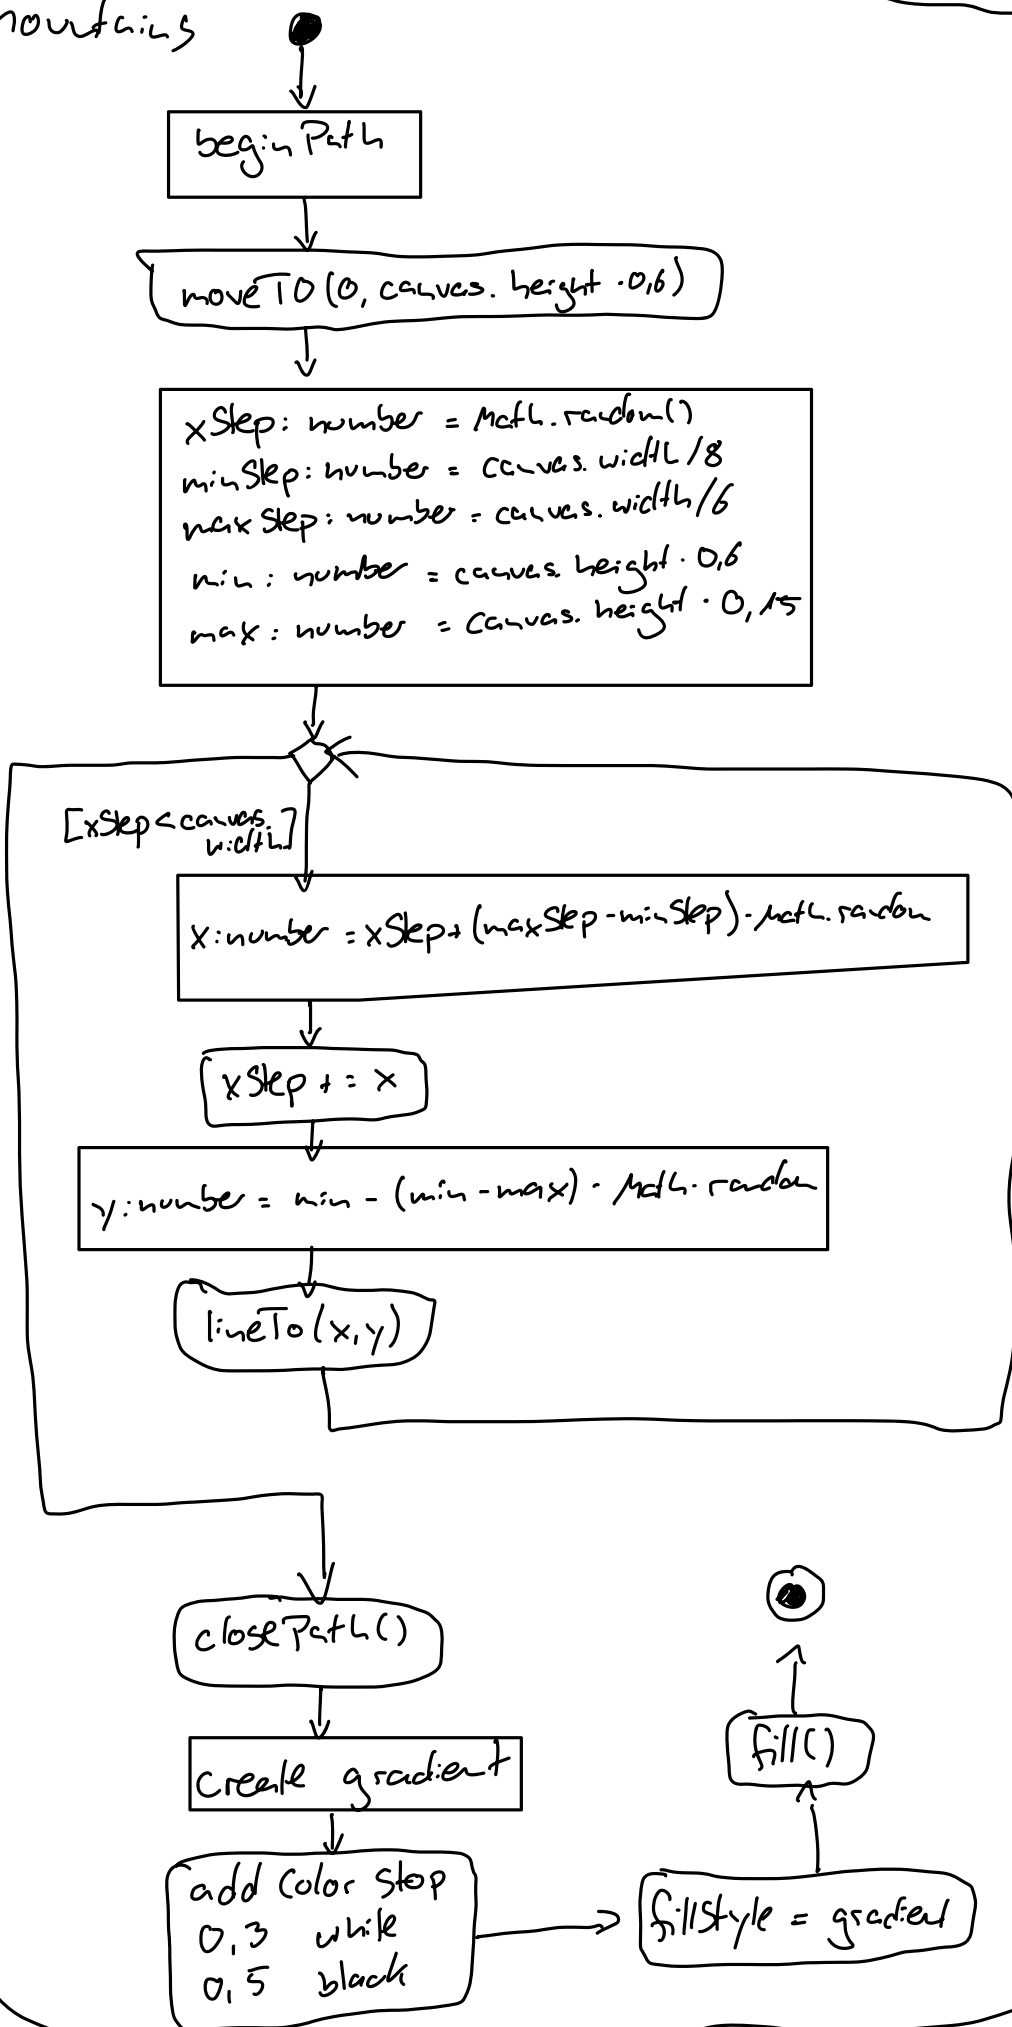 mountains
beginPath
moveTO(0, canvas.height · 0,6)
xStep: number = Math.random()
minStep: number = canvas.width/8
maxStep: number = canvas.width/6
min: number = canvas.height · 0,6
max: number = canvas.height · 0,15
[xStep < canvas.
width]
x: number = xStep + (maxStep - minStep) · Math.random
xStep += x
y: number = min - (min - max) · Math.random
lineTo(x,y)
closePath()
create gradient
add Color Stop
0,3 white
0,5 black
fillStyle = gradient
fill()